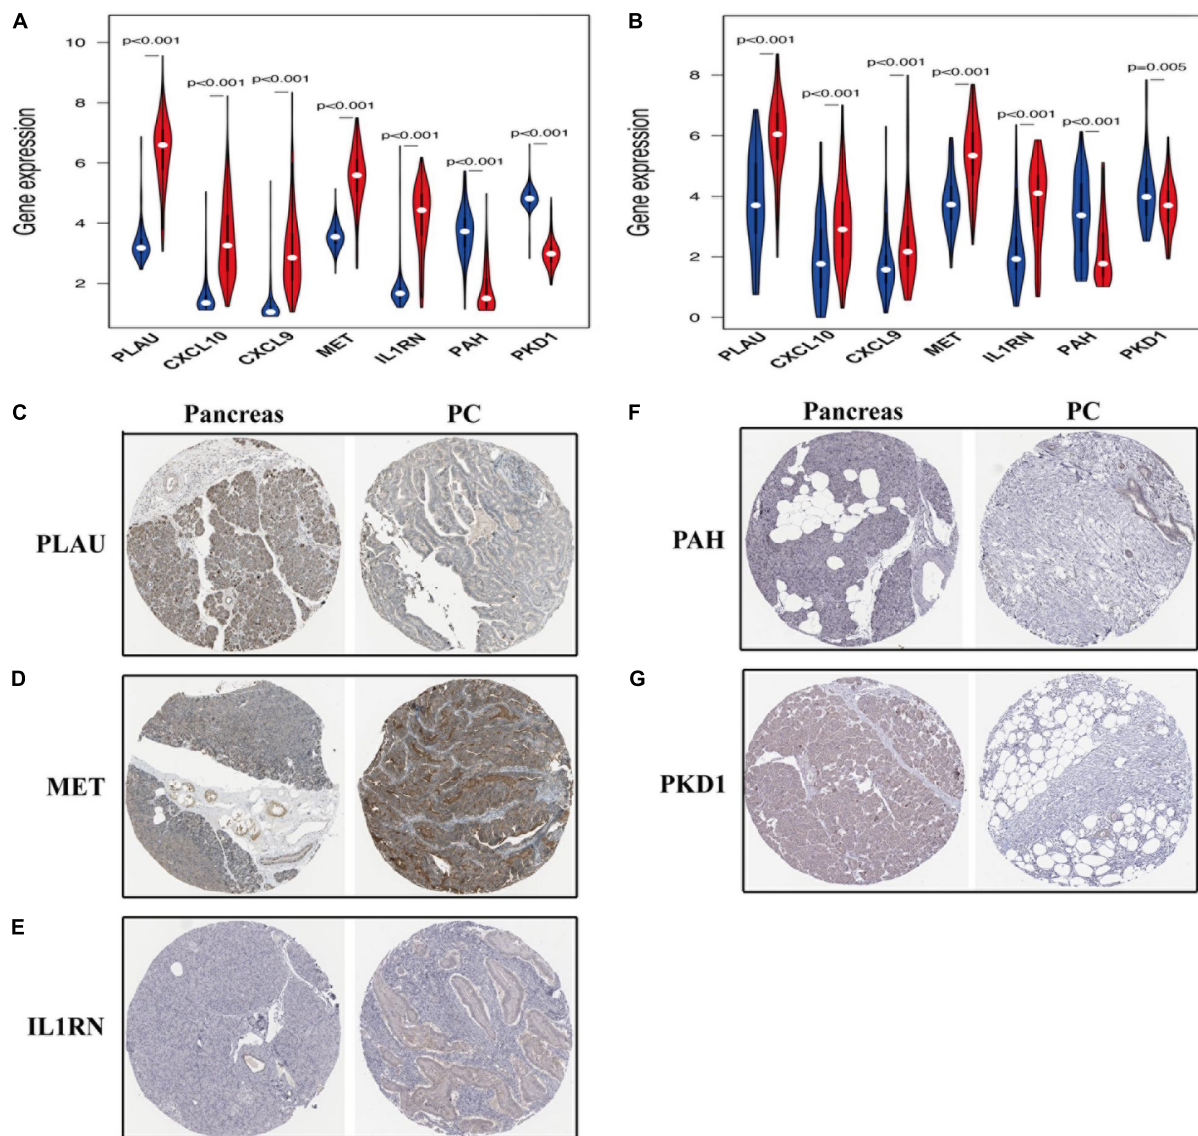 A
Gene expression
10
8
6
4
2
p<0.001
p<0.001
p<0.001
p<0.001
p<0.001
p<0.001
p<0.001
PLAU
CXCL10
CXCL9
MET
IL1RN
PAH
PKD1
B
Gene expression
8
6
4
2
0
p<0.001
p<0.001
p<0.001
p<0.001
p<0.001
p<0.001
p=0.005
PLAU
CXCL10
CXCL9
MET
IL1RN
PAH
PKD1
C
Pancreas PC
PLAU
D
MET
E
IL1RN
F
Pancreas PC
PAH
G
PKD1